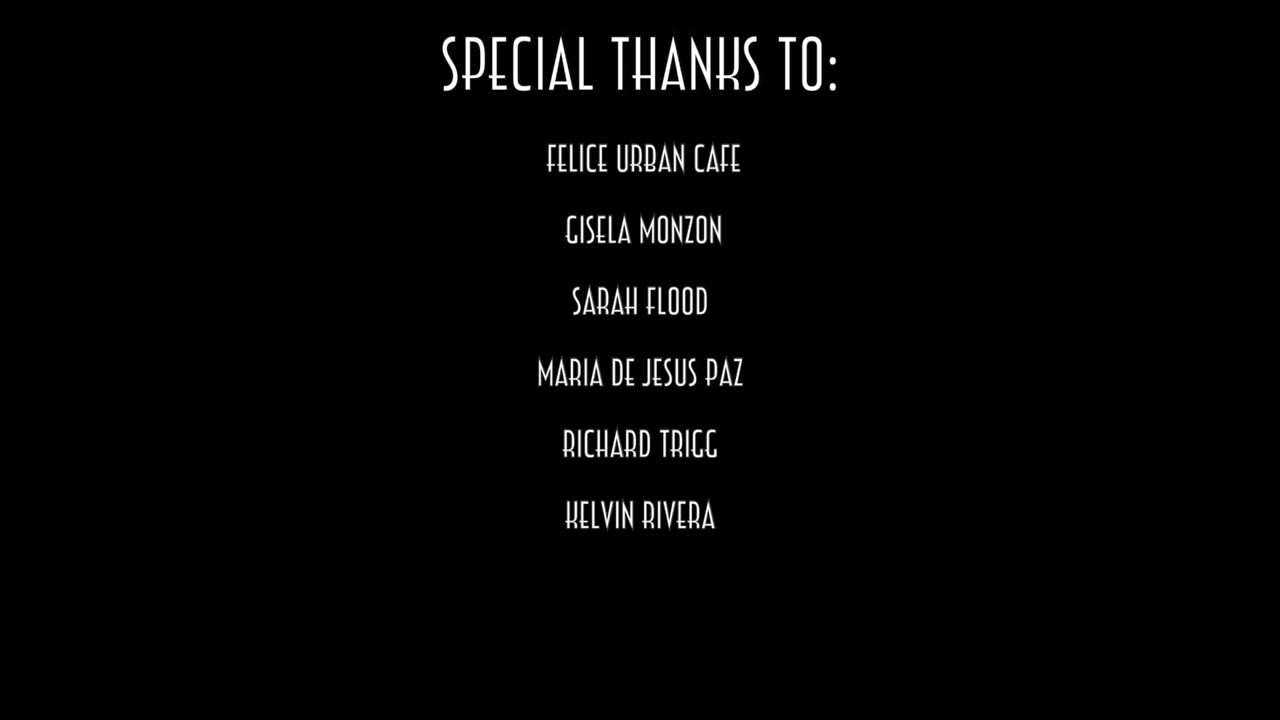 SPECIAL THANKS TO:
FELICE URBAN CAFE
GISELA MONZON
SARAH FLOOD
MARIA DE JESUS PAZ
RICHARD TRIGG
KELVIN RIVERA